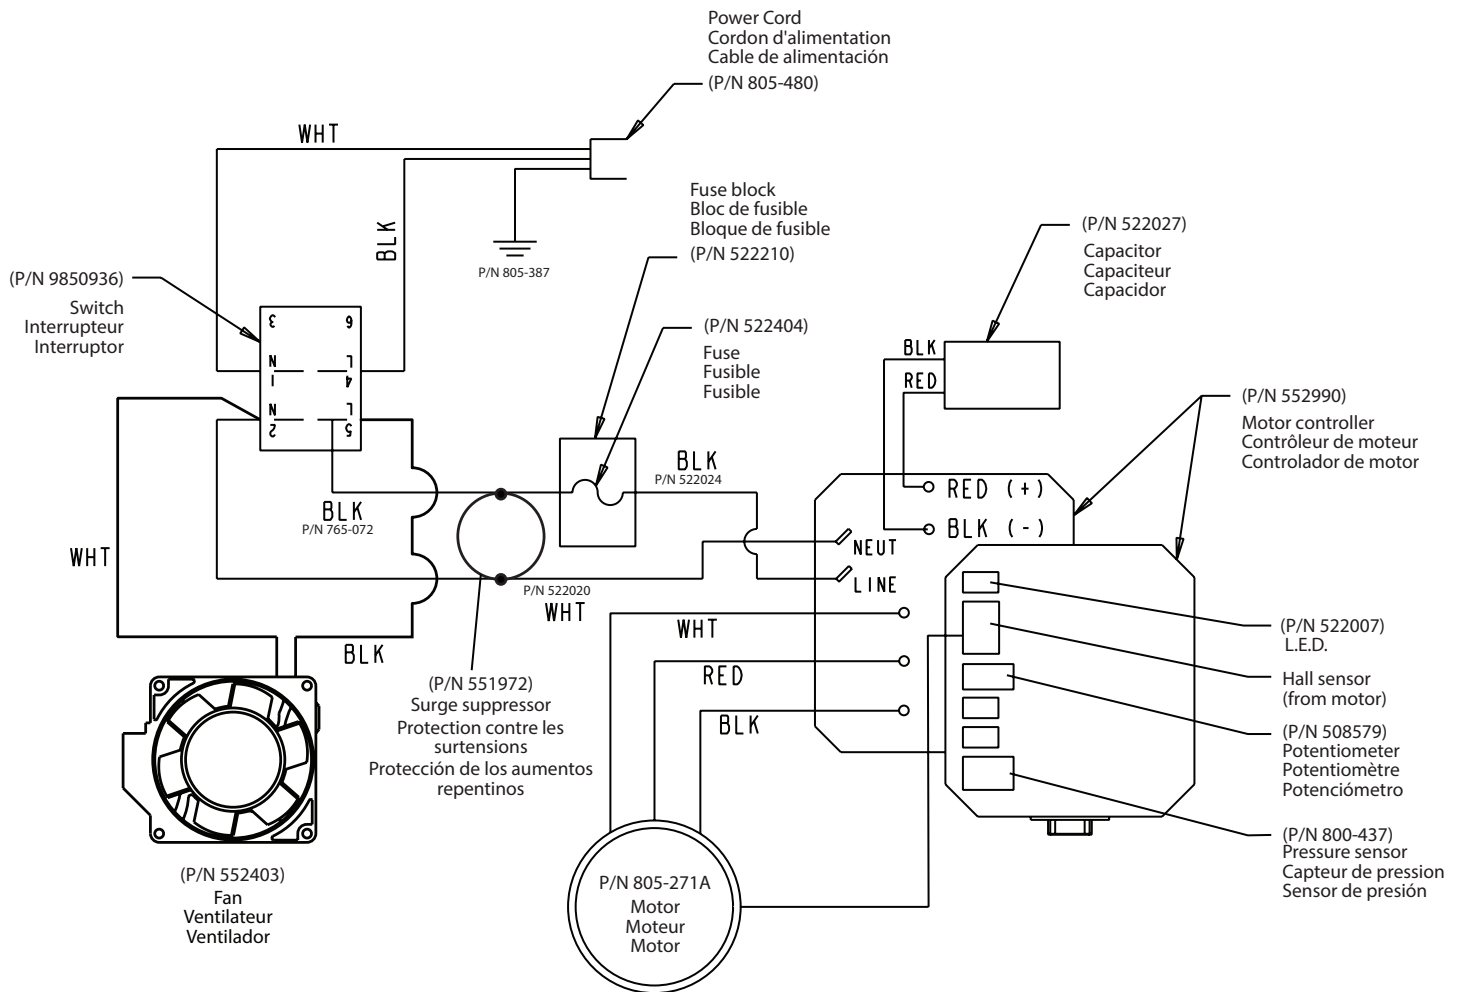 Power Cord
Cordon d'alimentation
Cable de alimentación
(P/N 805-480)
WHT
BLK
P/N 805-387
Fuse block
Bloc de fusible
Bloque de fusible
(P/N 522210)
(P/N 522027)
Capacitor
Capaciteur
Capacidor
(P/N 9850936)
Switch
Interrupteur
Interruptor
3
6
N
L
1
4
N
L
2
5
(P/N 522404)
Fuse
Fusible
Fusible
BLK
RED
(P/N 552990)
Motor controller
Contrôleur de moteur
Controlador de motor
BLK
P/N 522024
RED (+)
BLK (-)
BLK
P/N 765-072
WHT
NEUT
LINE
P/N 522020
WHT
WHT
RED
BLK
BLK
(P/N 522007)
L.E.D.
Hall sensor
(from motor)
(P/N 508579)
Potentiometer
Potentiomètre
Potenciómetro
(P/N 800-437)
Pressure sensor
Capteur de pression
Sensor de presión
(P/N 551972)
Surge suppressor
Protection contre les
surtensions
Protección de los aumentos
repentinos
(P/N 552403)
Fan
Ventilateur
Ventilador
P/N 805-271A
Motor
Moteur
Motor